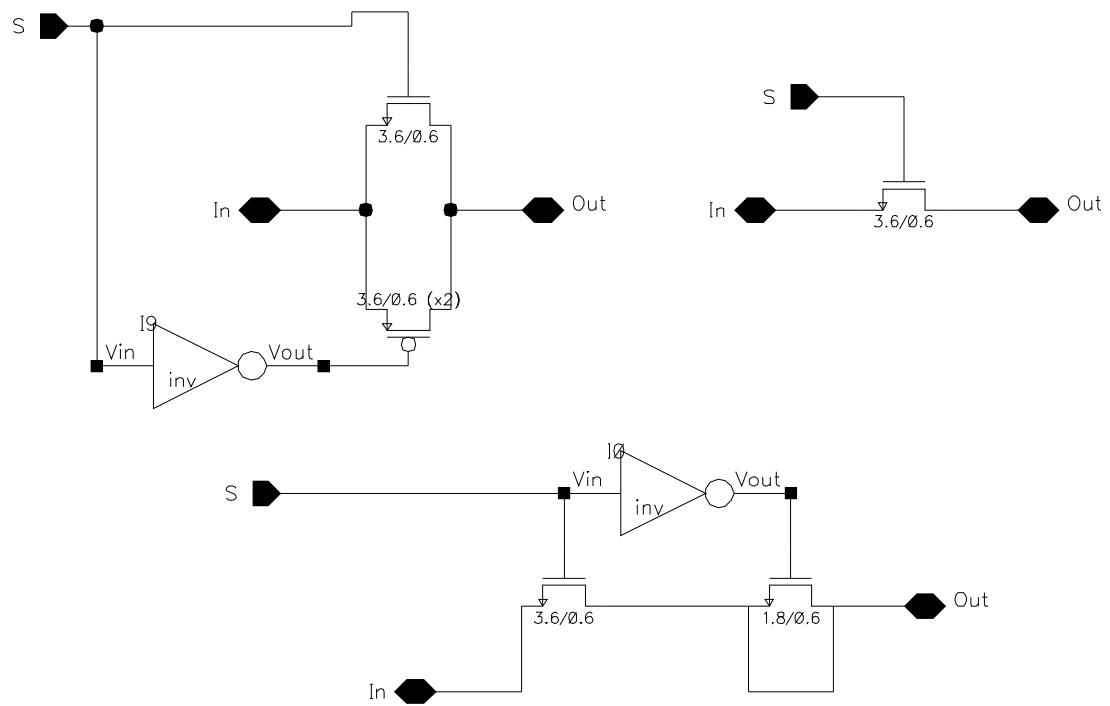 S
3.6/0.6
In
Out
3.6/0.6 (x2)
I9
Vin
inv
Vout
S
In
Out
3.6/0.6
S
Vin
I0
inv
Vout
3.6/0.6
1.8/0.6
Out
In